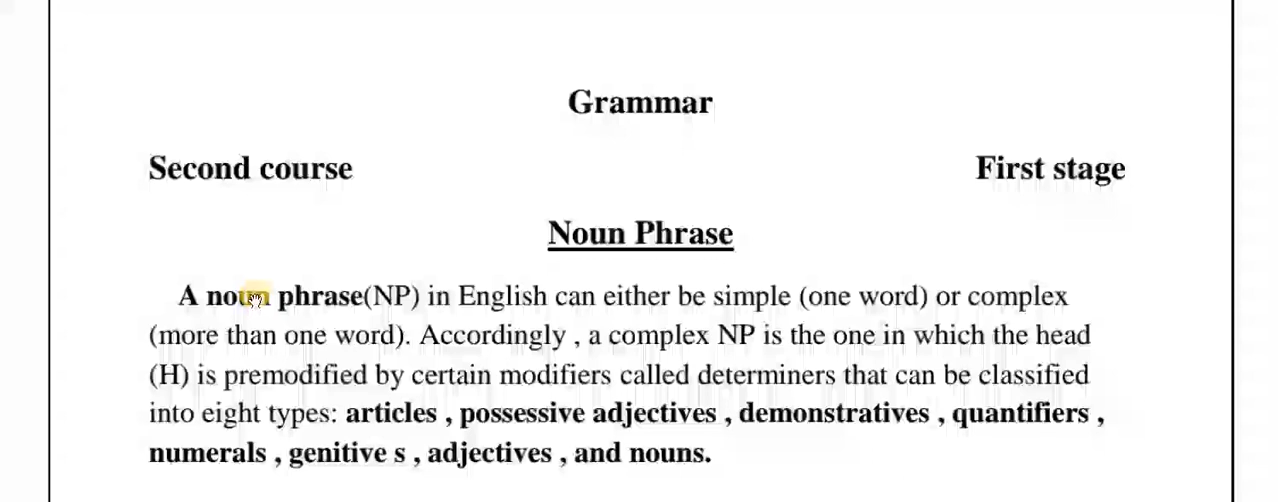 Grammar
Second course First stage
Noun Phrase
A noun phrase(NP) in English can either be simple (one word) or complex
(more than one word). Accordingly , a complex NP is the one in which the head
(H) is premodified by certain modifiers called determiners that can be classified
into eight types: articles , possessive adjectives , demonstratives , quantifiers ,
numerals , genitive s , adjectives , and nouns.